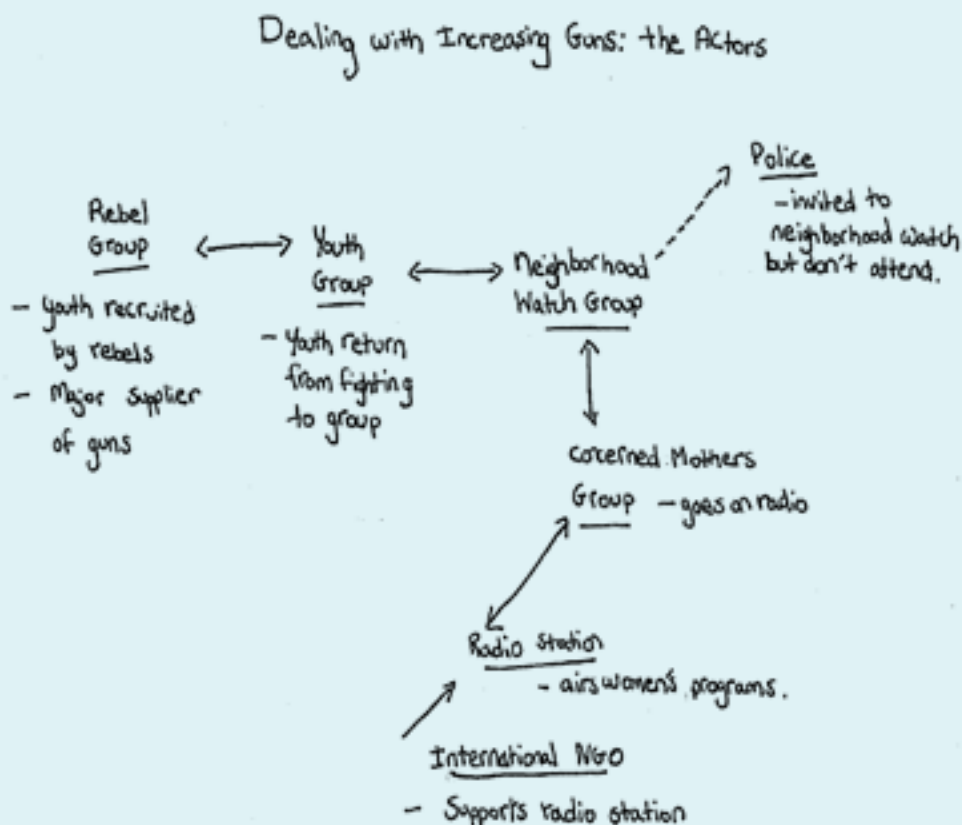 Dealing with Increasing Guns: the Actors
Police
- invited to
neighborhood watch
but don't attend.
Rebel
Group
- Youth recruited
by rebels
- Major supplier
of guns
Youth
Group
- Youth return
from fighting
to group
Neighborhood
Watch Group
cocerned Mothers
Group - goes on radio
Radio Station
- airs women's programs.
International NGO
- Supports radio station